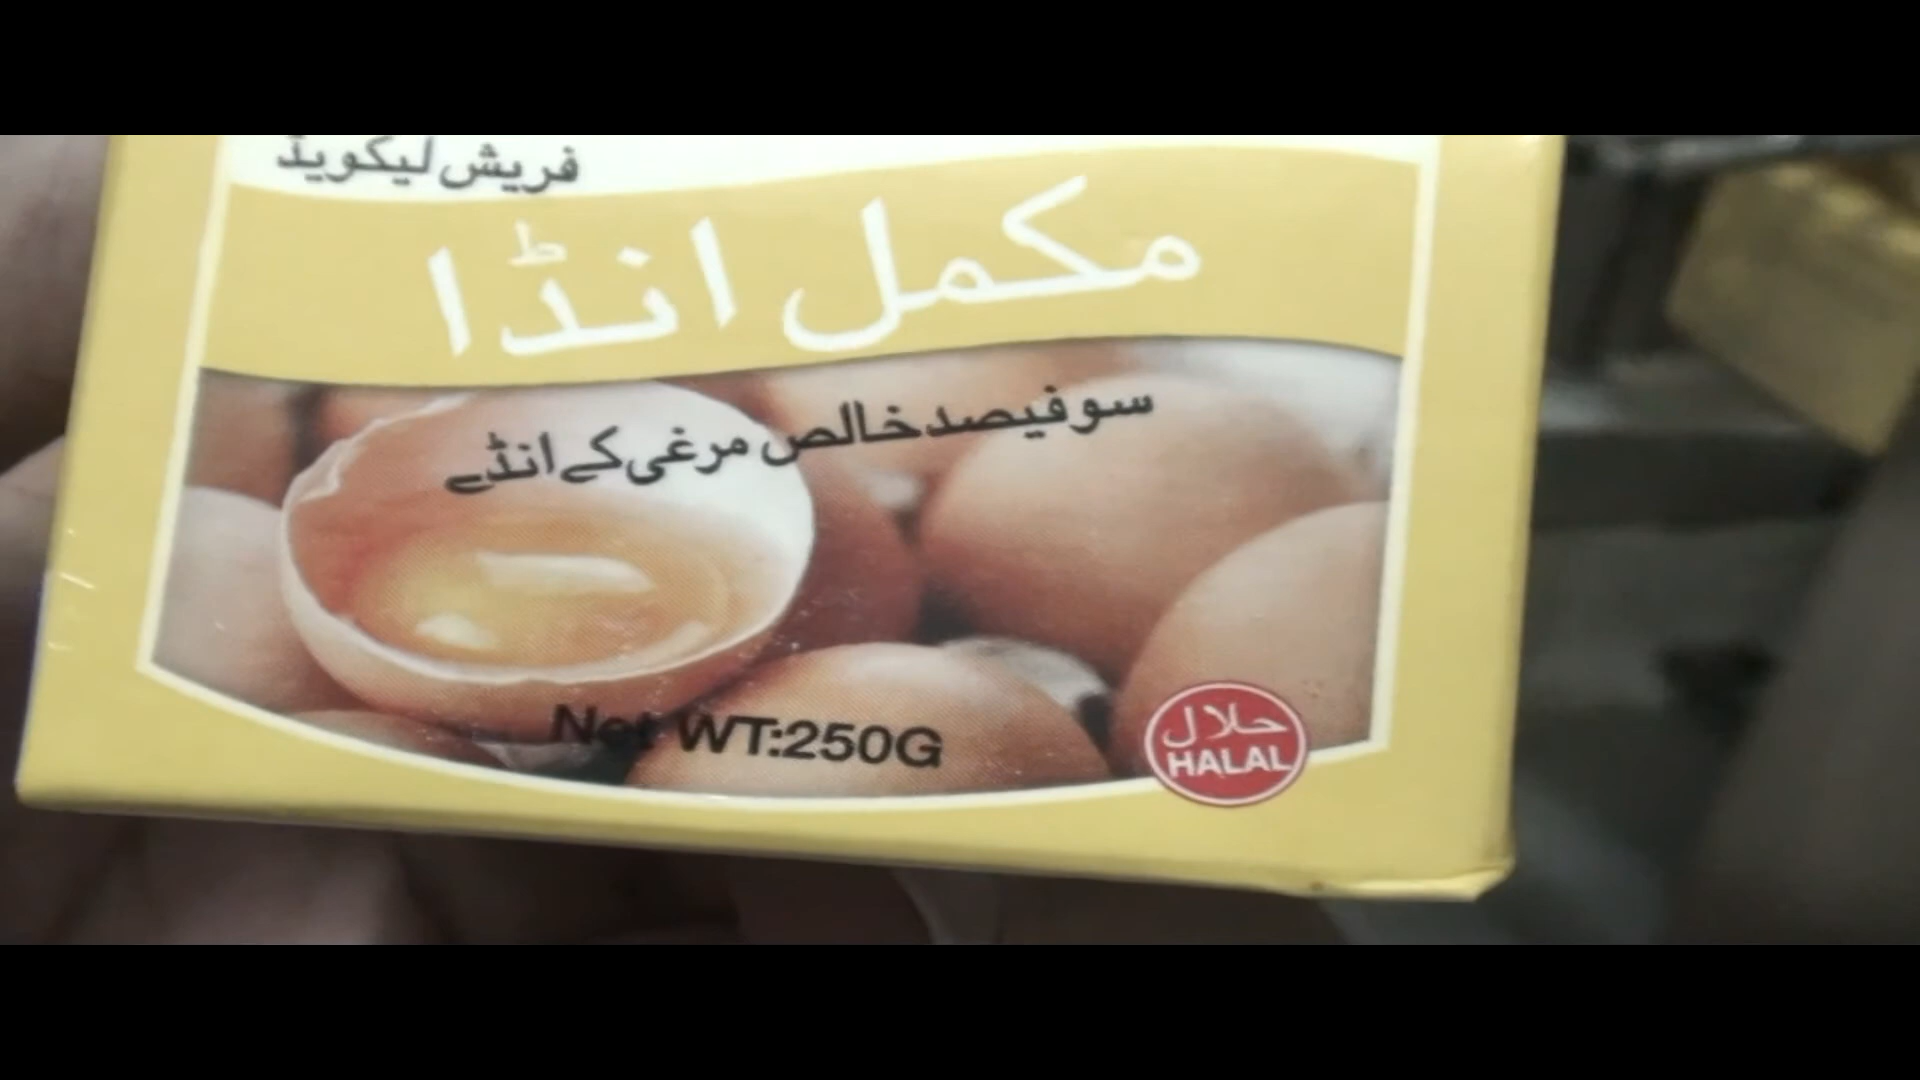 فریش لیکویڈ
مکمل انڈا
سو فیصد خالص مرغی کے انڈے
Net WT:250G
حلال
HALAL